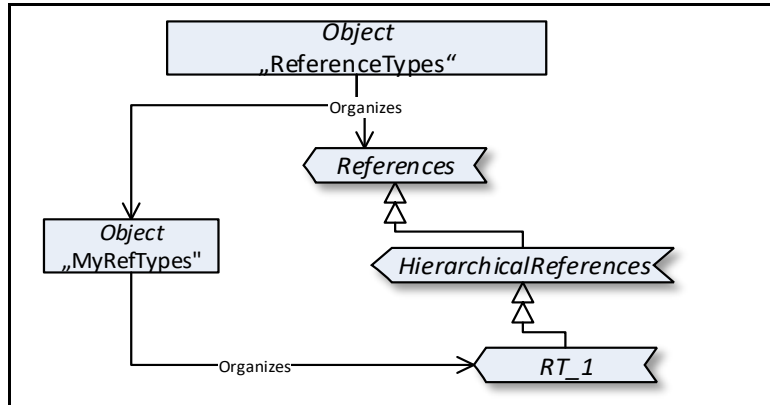 Object
„ReferenceTypes“
Organizes
References
Object
„MyRefTypes"
HierarchicalReferences
Organizes
RT_1